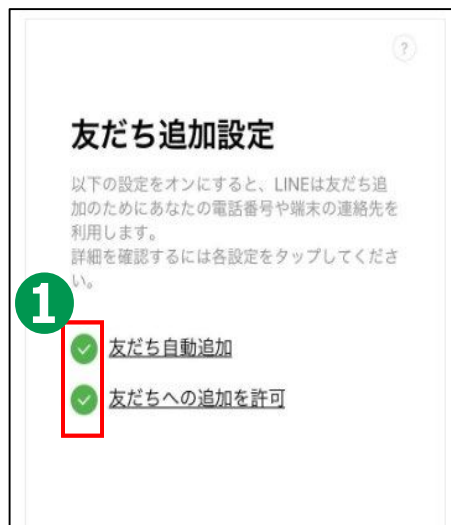 ?
友だち追加設定
以下の設定をオンにすると、LINEは友だち追
加のためにあなたの電話番号や端末の連絡先を
利用します。
詳細を確認するには各設定をタップしてくださ
い。
1
友だち自動追加
友だちへの追加を許可